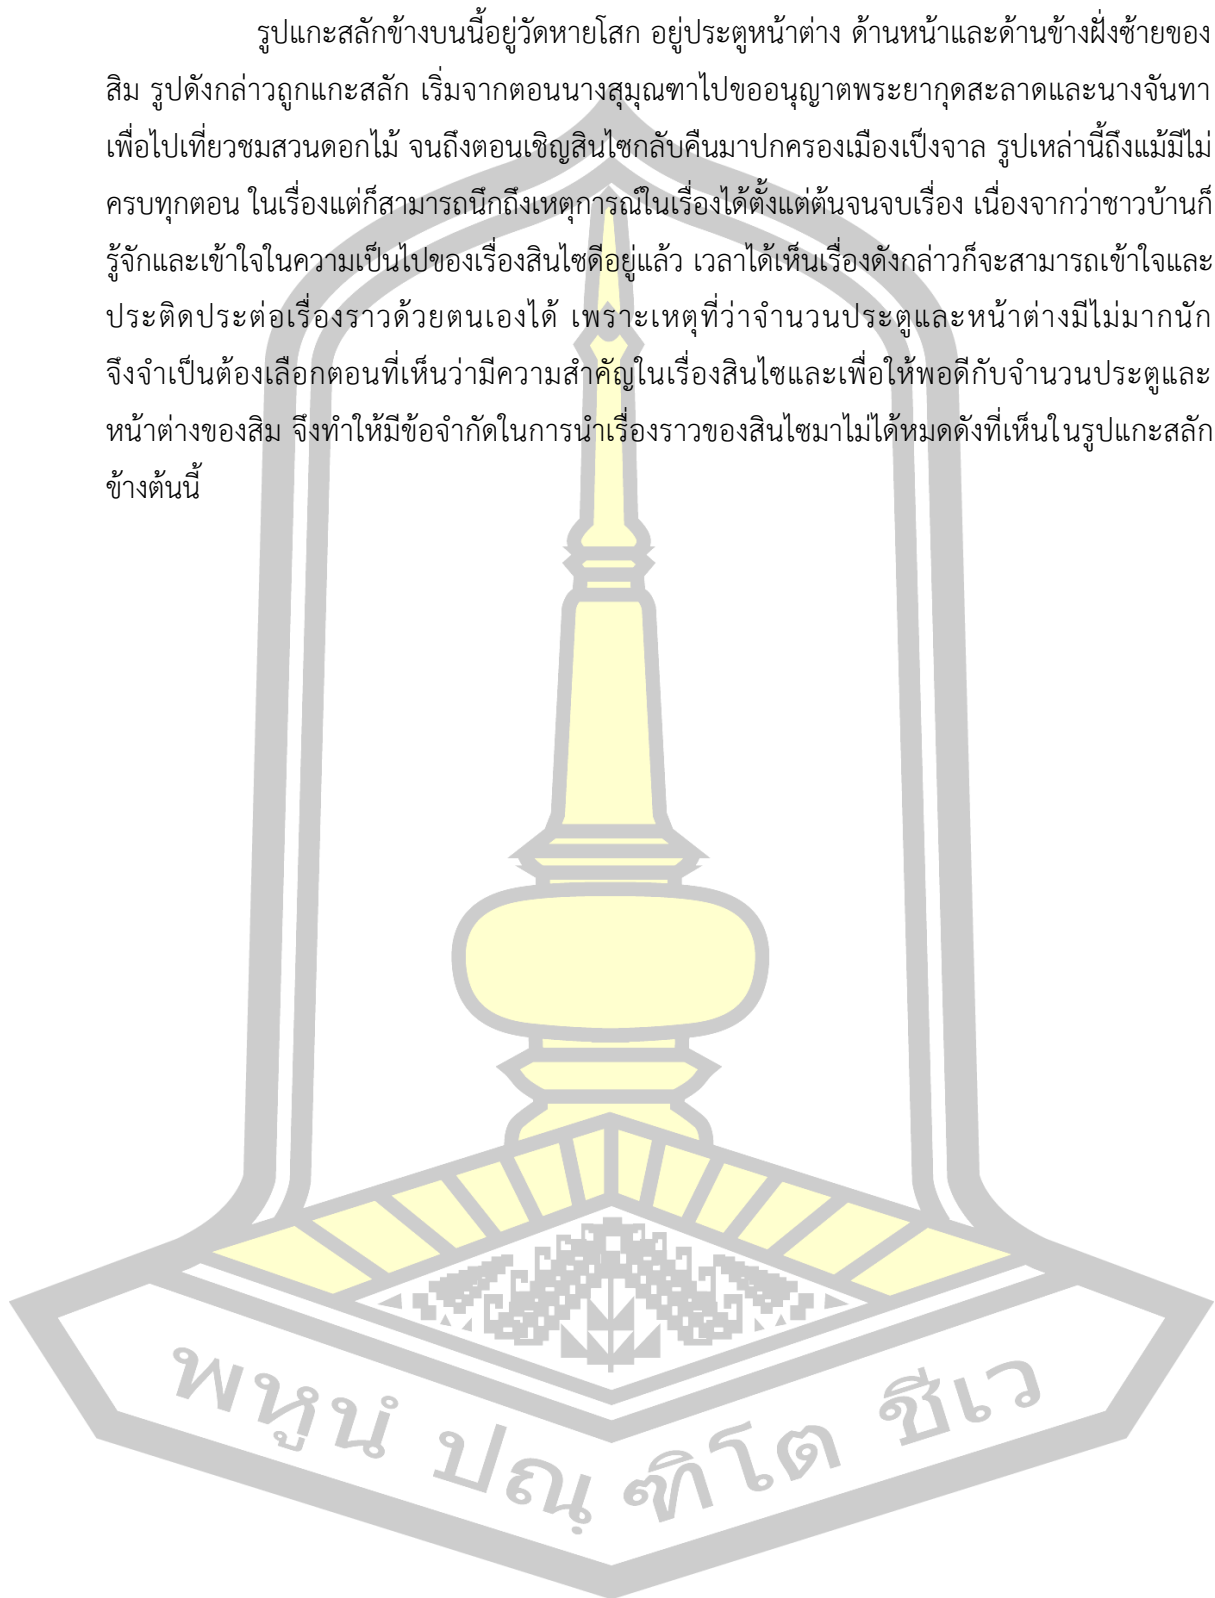 รูปแกะสลักข้างบนนี้อยู่วัดหายโสก อยู่ประตูหน้าต่าง ด้านหน้าและด้านข้างฝั่งซ้ายของ
สิม รูปดังกล่าวถูกแกะสลัก เริ่มจากตอนนางสุมุณฑาไปขออนุญาตพระยากุดสะลาดและนางจันทา
เพื่อไปเที่ยวชมสวนดอกไม้ จนถึงตอนเชิญสินไซกลับคืนมาปกครองเมืองเป็งจาล รูปเหล่านี้ถึงแม้มีไม่
ครบทุกตอน ในเรื่องแต่ก็สามารถนึกถึงเหตุการณ์ในเรื่องได้ตั้งแต่ต้นจนจบเรื่อง เนื่องจากว่าชาวบ้านก็
รู้จักและเข้าใจในความเป็นไปของเรื่องสินไซดีอยู่แล้ว เวลาได้เห็นเรื่องดังกล่าวก็จะสามารถเข้าใจและ
ประติดประต่อเรื่องราวด้วยตนเองได้ เพราะเหตุที่ว่าจำนวนประตูและหน้าต่างมีไม่มากนัก
จึงจำเป็นต้องเลือกตอนที่เห็นว่ามีความสำคัญในเรื่องสินไซและเพื่อให้พอดีกับจำนวนประตูและ
หน้าต่างของสิม จึงทำให้มีข้อจำกัดในการนำเรื่องราวของสินไซมาไม่ได้หมดดังที่เห็นในรูปแกะสลัก
ข้างต้นนี้
พหูนํ ปณฺฑิโต ชีเว